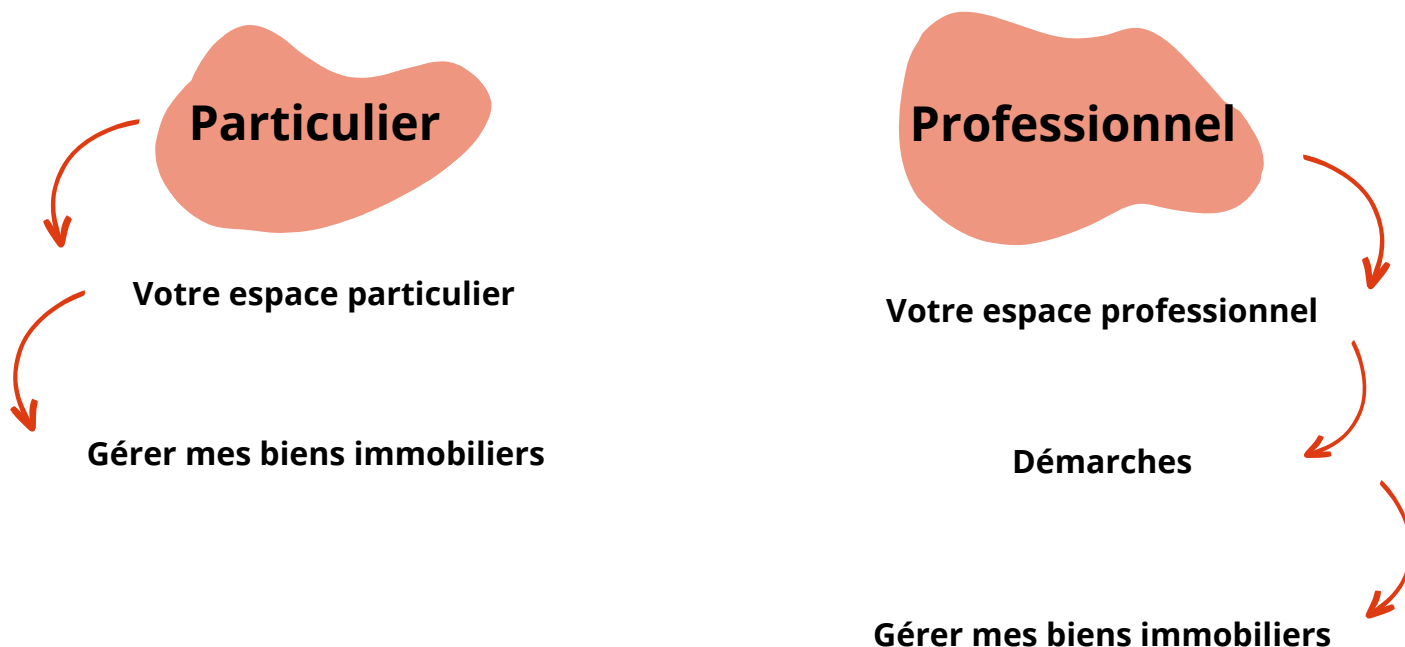 Particulier
Votre espace particulier
Gérer mes biens immobiliers
Professionnel
Votre espace professionnel
Démarches
Gérer mes biens immobiliers